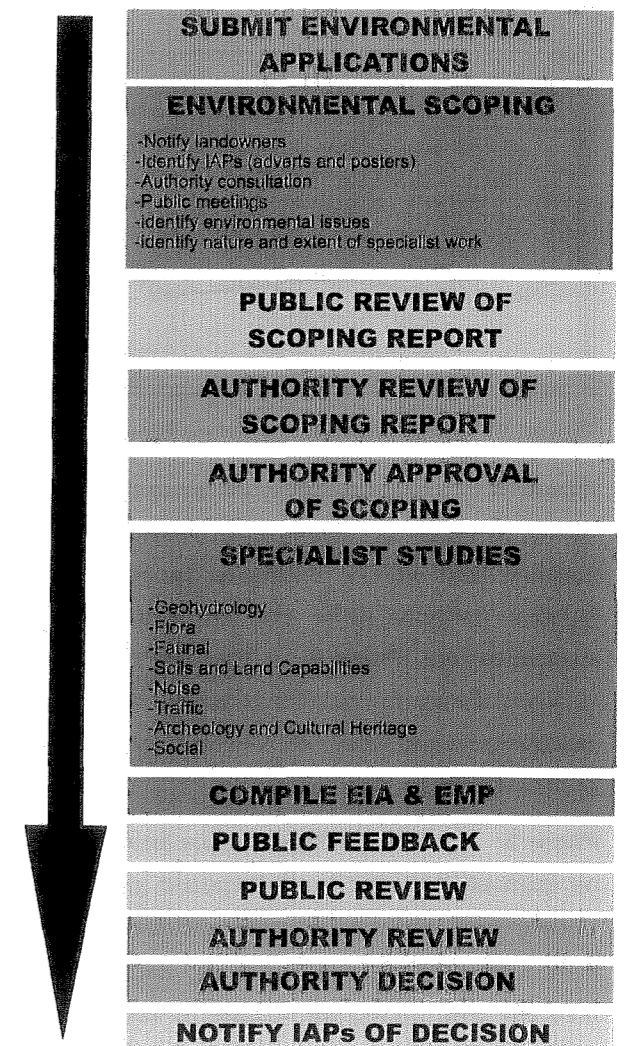 SUBMIT ENVIRONMENTAL
APPLICATIONS
ENVIRONMENTAL SCOPING
-Notify landowners
-Identify IAPs (adverts and posters)
-Authority consultation
-Public meetings
-identify environmental issues
-identify nature and extent of specialist work
PUBLIC REVIEW OF
SCOPING REPORT
AUTHORITY REVIEW OF
SCOPING REPORT
AUTHORITY APPROVAL
OF SCOPING
SPECIALIST STUDIES
-Geohydrology
-Flora
-Faunal
-Soils and Land Capabilities
-Noise
-Traffic
-Archeology and Cultural Heritage
-Social
COMPILE EIA & EMP
PUBLIC FEEDBACK
PUBLIC REVIEW
AUTHORITY REVIEW
AUTHORITY DECISION
NOTIFY IAPs OF DECISION